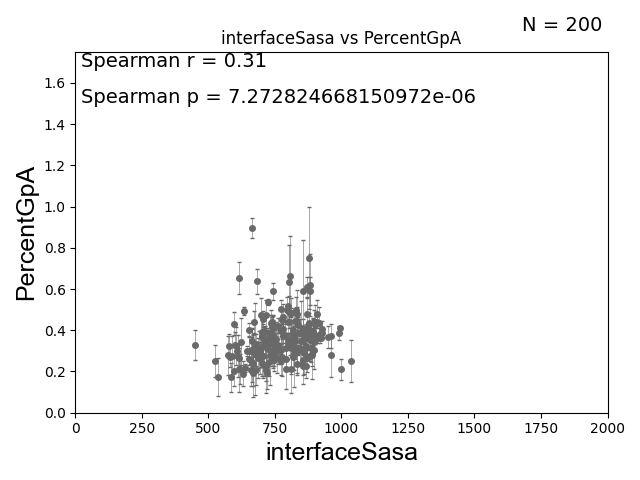 N = 200
interfaceSasa vs PercentGpA
Spearman r = 0.31
Spearman p = 7.272824668150972e-06
PercentGpA
1.6
1.4
1.2
1.0
0.8
0.6
0.4
0.2
0.0
0 250 500 750 1000 1250 1500 1750 2000
interfaceSasa